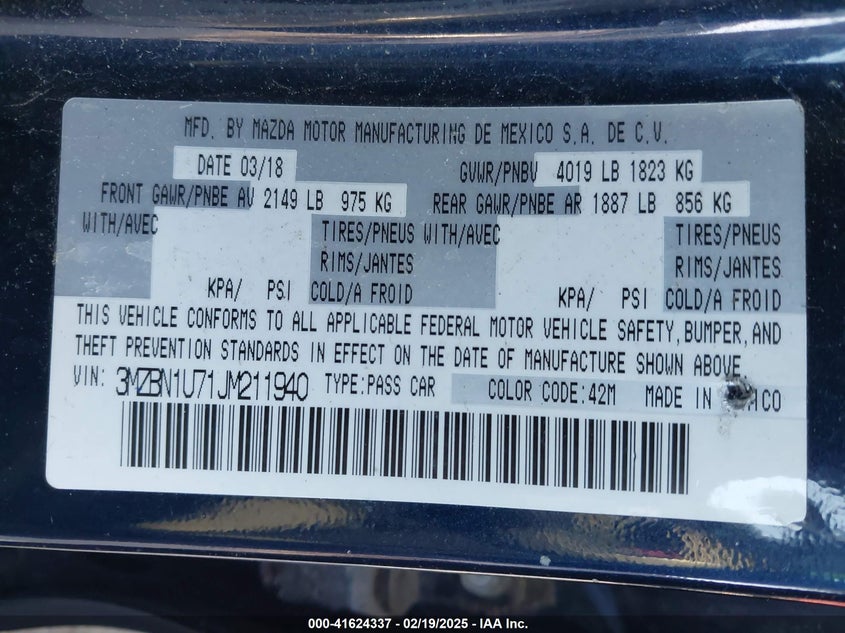 MFD. BY MAZDA MOTOR MANUFACTURING DE MEXICO S.A. DE C.V.
DATE 03/18 GVWR/PNBV 4019 LB 1823 KG
FRONT GAWR/PNBE AV 2149 LB 975 KG REAR GAWR/PNBE AR 1887 LB 856 KG
WITH/AVEC TIRES/PNEUS WITH/AVEC TIRES/PNEUS
RIMS/JANTES RIMS/JANTES
KPA/ PSI COLD/A FROID KPA/ PSI COLD/A FROID
THIS VEHICLE CONFORMS TO ALL APPLICABLE FEDERAL MOTOR VEHICLE SAFETY, BUMPER, AND
THEFT PREVENTION STANDARDS IN EFFECT ON THE DATE OF MANUFACTURE SHOWN ABOVE.
VIN: 3MZBN1U71JM211940 TYPE:PASS CAR COLOR CODE:42M MADE IN
000-41624337 - 02/19/2025 - IAA Inc.